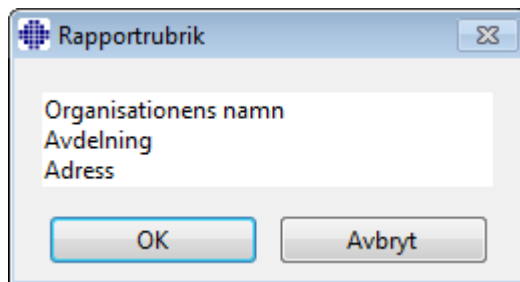 Rapportrubrik
Organisationens namn
Avdelning
Adress
OK
Avbryt